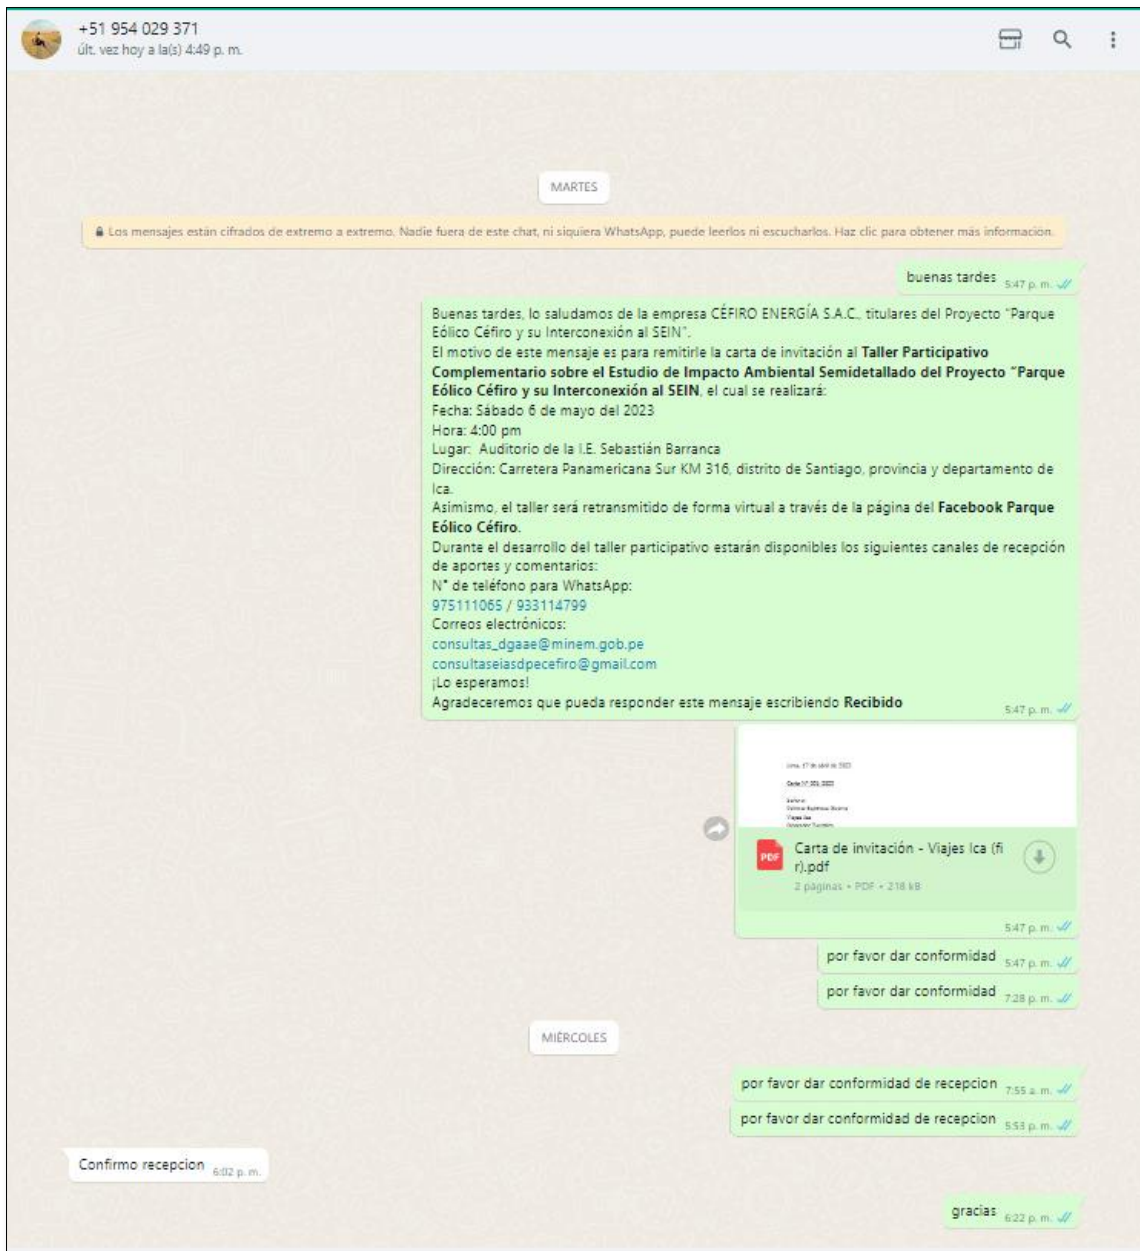 +51 954 029 371
últ. vez hoy a la(s) 4:49 p. m.
MARTES
Los mensajes están cifrados de extremo a extremo. Nadie fuera de este chat, ni siquiera WhatsApp, puede leerlos ni escucharlos. Haz clic para obtener más información.
buenas tardes 5:47 p. m.
Buenas tardes, lo saludamos de la empresa CÉFIRO ENERGÍA S.A.C., titulares del Proyecto "Parque
Eólico Céfiro y su Interconexión al SEIN".
El motivo de este mensaje es para remitirle la carta de invitación al Taller Participativo
Complementario sobre el Estudio de Impacto Ambiental Semidetallado del Proyecto "Parque
Eólico Céfiro y su Interconexión al SEIN, el cual se realizará:
Fecha: Sábado 6 de mayo del 2023
Hora: 4:00 pm
Lugar: Auditorio de la I.E. Sebastián Barranca
Dirección: Carretera Panamericana Sur KM 316, distrito de Santiago, provincia y departamento de
Ica.
Asimismo, el taller será retransmitido de forma virtual a través de la página del Facebook Parque
Eólico Céfiro.
Durante el desarrollo del taller participativo estarán disponibles los siguientes canales de recepción
de aportes y comentarios:
N° de teléfono para WhatsApp:
975111065 / 933114799
Correos electrónicos:
consultas_dgaae@minem.gob.pe
consultaseiasdpecefiro@gmail.com
¡Lo esperamos!
Agradeceremos que pueda responder este mensaje escribiendo Recibido 5:47 p. m.
Lima, 17 de abril de 2023
Señora:
Viajes Ica
PDF Carta de invitación - Viajes Ica (fi
r).pdf
2 páginas • PDF • 218 kB
5:47 p. m.
por favor dar conformidad 5:47 p. m.
por favor dar conformidad 7:28 p. m.
MIÉRCOLES
por favor dar conformidad de recepcion 7:55 a. m.
por favor dar conformidad de recepcion 5:53 p. m.
Confirmo recepcion 6:02 p. m.
gracias 6:22 p. m.